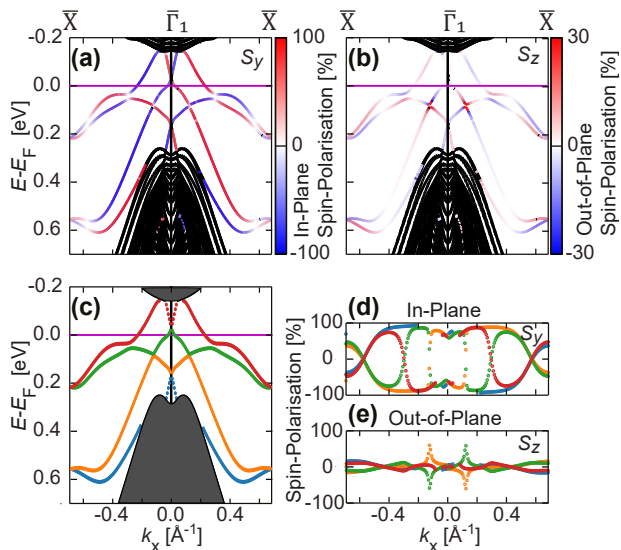 X̅ Γ̅₁ X̅ X̅ Γ̅₁ X̅
(a) Sy
(b) Sz
-0.2
0.0
0.2
0.4
0.6
E-EF [eV]
100
0
-100
In-Plane
Spin-Polarisation [%]
30
0
-30
Out-of-Plane
Spin-Polarisation [%]
(c)
-0.2
0.0
0.2
0.4
0.6
E-EF [eV]
-0.4 0.0 0.4
kx [Å-1]
(d) In-Plane
Sy
100
0
-100
(e) Out-of-Plane
Sz
100
0
-100
Spin-Polarisation [%]
-0.4 0.0 0.4
kx [Å-1]